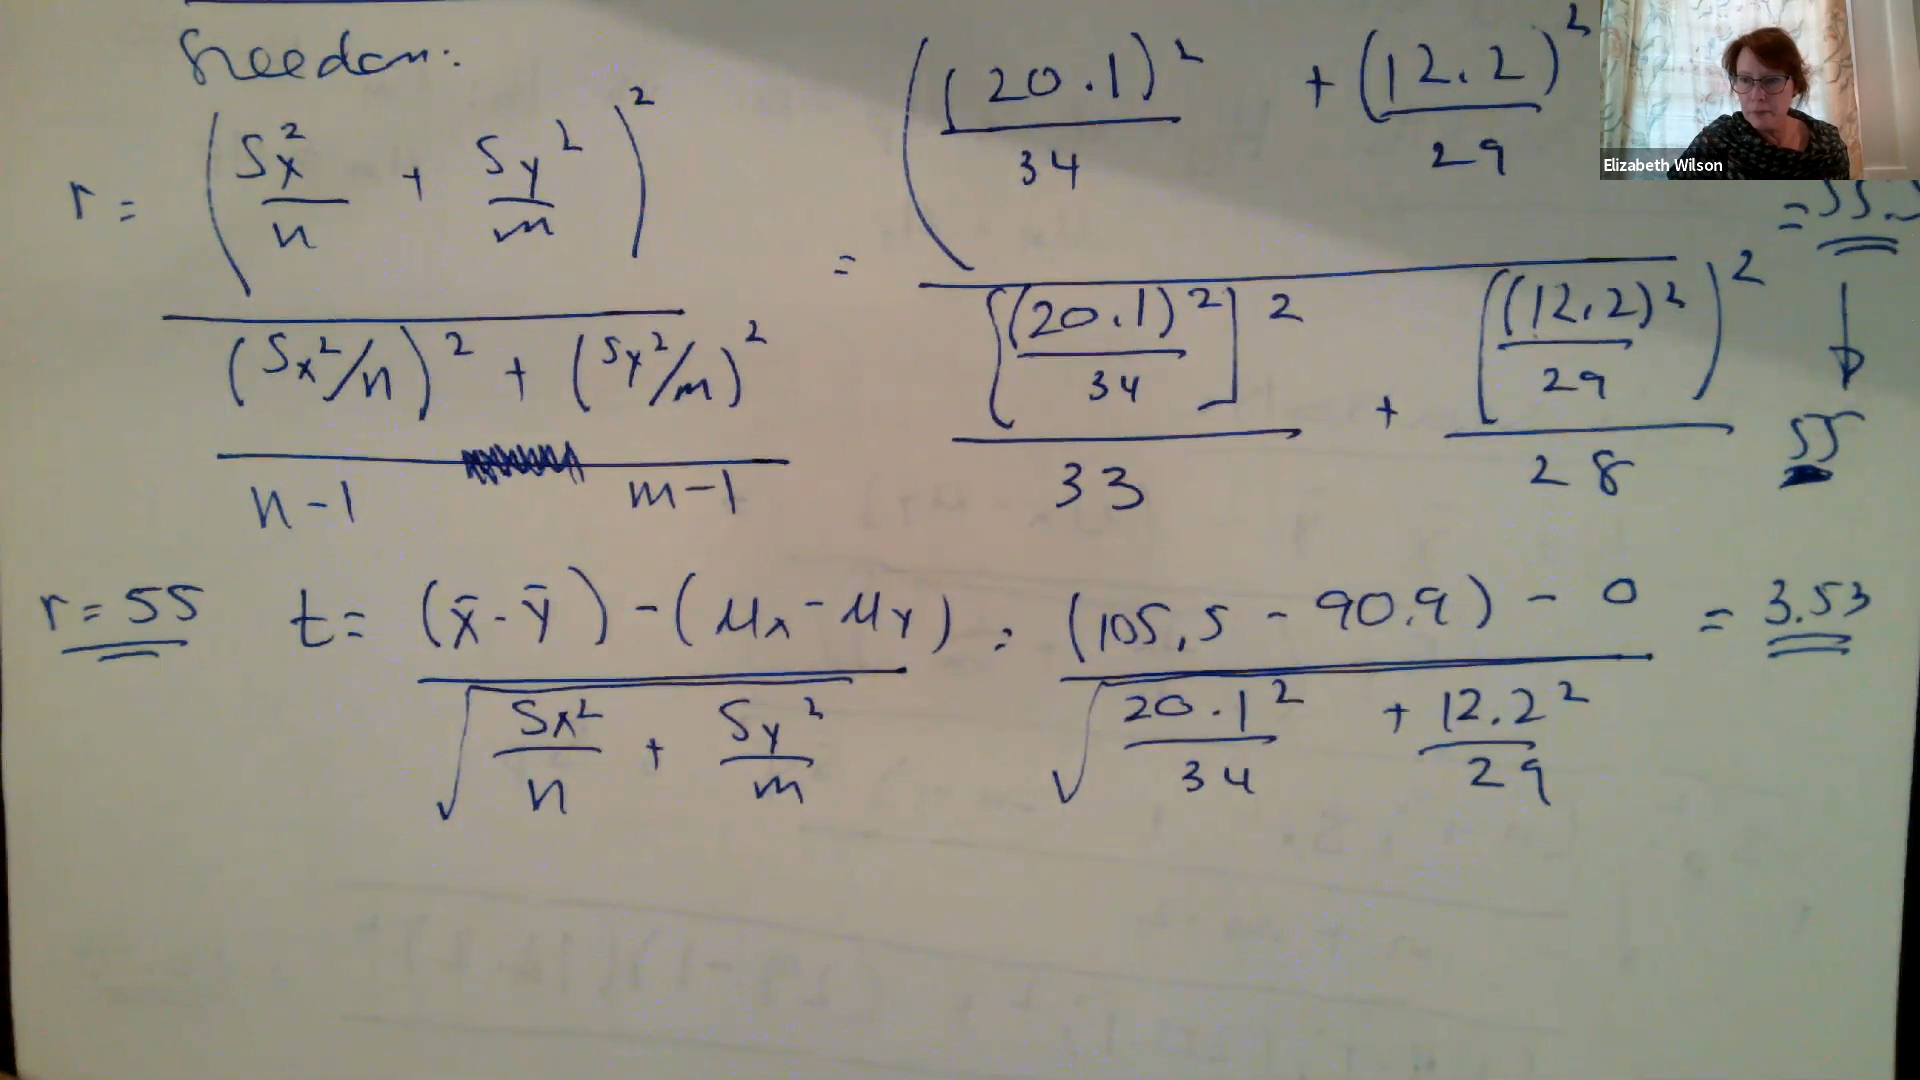 freedom:
r = (Sx²/n + Sy²/m)² / ((Sx²/n)²/(n-1) + (Sy²/m)²/(m-1)) = ((20.1)²/34 + (12.2)²/29 / ([(20.1)²/34]²/33 + [(12.2)²/29)²/28) = 55.
55
r = 55 t = (x̄ - ȳ) - (μx - μy) / √(Sx²/n + Sy²/m) = (105.5 - 90.9) - 0 / √(20.1²/34 + 12.2²/29) = 3.53
Elizabeth Wilson